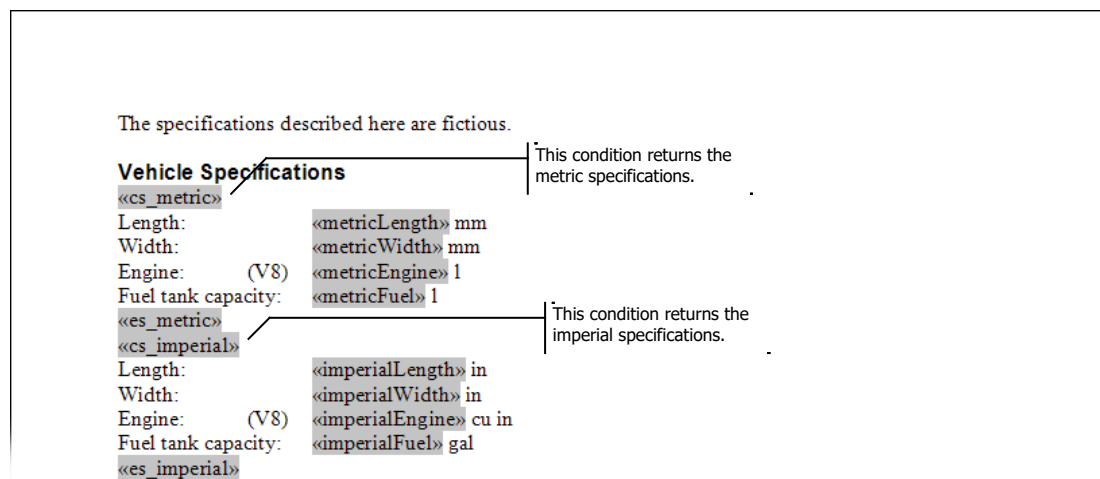 The specifications described here are fictious.
This condition returns the
metric specifications.
Vehicle Specifications
«cs_metric»
Length: «metricLength» mm
Width: «metricWidth» mm
Engine: (V8) «metricEngine» l
Fuel tank capacity: «metricFuel» l
This condition returns the
imperial specifications.
«es_metric»
«cs_imperial»
Length: «imperialLength» in
Width: «imperialWidth» in
Engine: (V8) «imperialEngine» cu in
Fuel tank capacity: «imperialFuel» gal
«es_imperial»